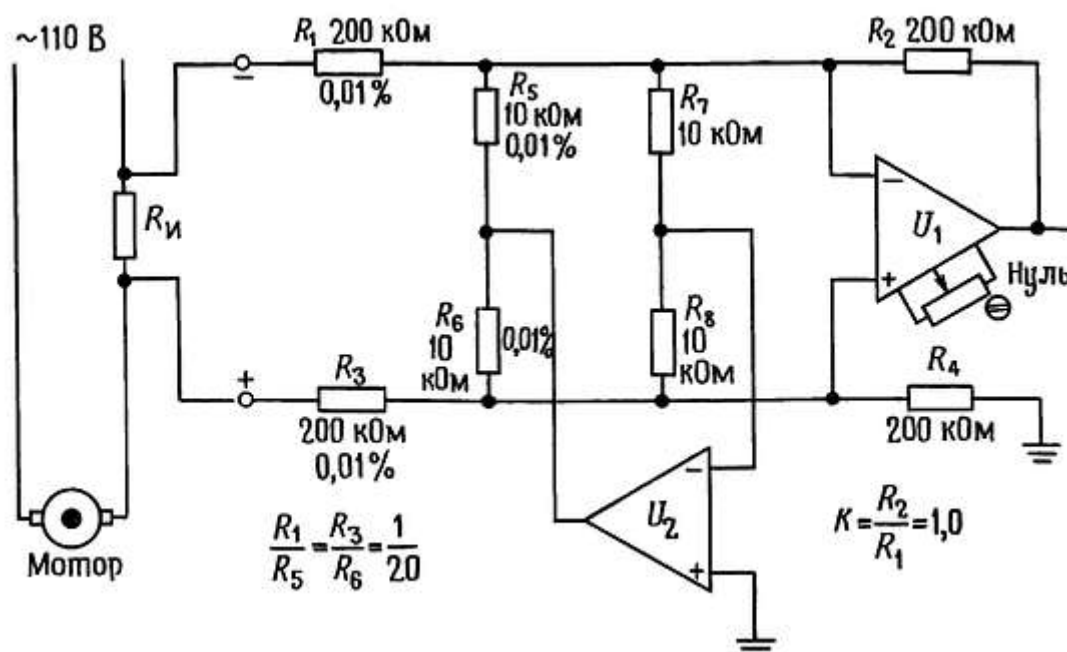 ~110 В
R₁ 200 кОм
0,01%
R₂ 200 кОм
R₅
10 кОм
0,01%
R₇
10 кОм
Rᴎ
−
U₁
+
Нуль
R₆
10
кОм
0,01%
R₈
10
кОм
+
R₃
200 кОм
0,01%
R₄
200 кОм
−
U₂
+
Мотор
R₁/R₅ = R₃/R₆ = 1/20
K = R₂/R₁ = 1,0